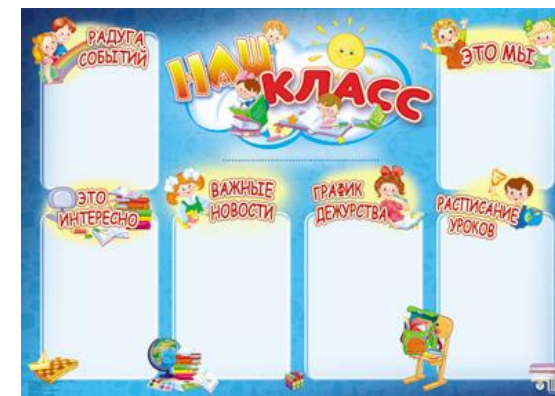 РАДУГА
СОБЫТИЙ
НАШ
КЛАСС
ЭТО МЫ
ЭТО
ИНТЕРЕСНО
ВАЖНЫЕ
НОВОСТИ
ГРАФИК
ДЕЖУРСТВА
РАСПИСАНИЕ
УРОКОВ